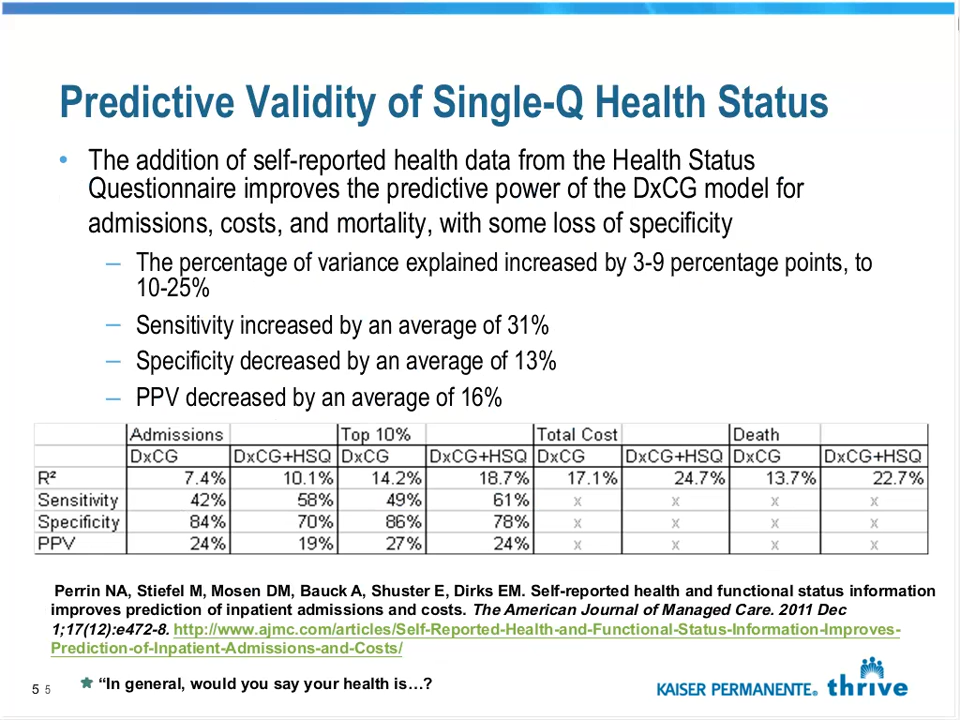 Predictive Validity of Single-Q Health Status
• The addition of self-reported health data from the Health Status
Questionnaire improves the predictive power of the DxCG model for
admissions, costs, and mortality, with some loss of specificity
– The percentage of variance explained increased by 3-9 percentage points, to
10-25%
– Sensitivity increased by an average of 31%
– Specificity decreased by an average of 13%
– PPV decreased by an average of 16%
Admissions Top 10% Total Cost Death
DxCG DxCG+HSQ DxCG DxCG+HSQ DxCG DxCG+HSQ DxCG DxCG+HSQ
R² 7.4% 10.1% 14.2% 18.7% 17.1% 24.7% 13.7% 22.7%
Sensitivity 42% 58% 49% 61% x x x x
Specificity 84% 70% 86% 78% x x x x
PPV 24% 19% 27% 24% x x x x
Perrin NA, Stiefel M, Mosen DM, Bauck A, Shuster E, Dirks EM. Self-reported health and functional status information
improves prediction of inpatient admissions and costs. The American Journal of Managed Care. 2011 Dec
1;17(12):e472-8. http://www.ajmc.com/articles/Self-Reported-Health-and-Functional-Status-Information-Improves-
Prediction-of-Inpatient-Admissions-and-Costs/
5 5 “In general, would you say your health is…?
KAISER PERMANENTE® thrive